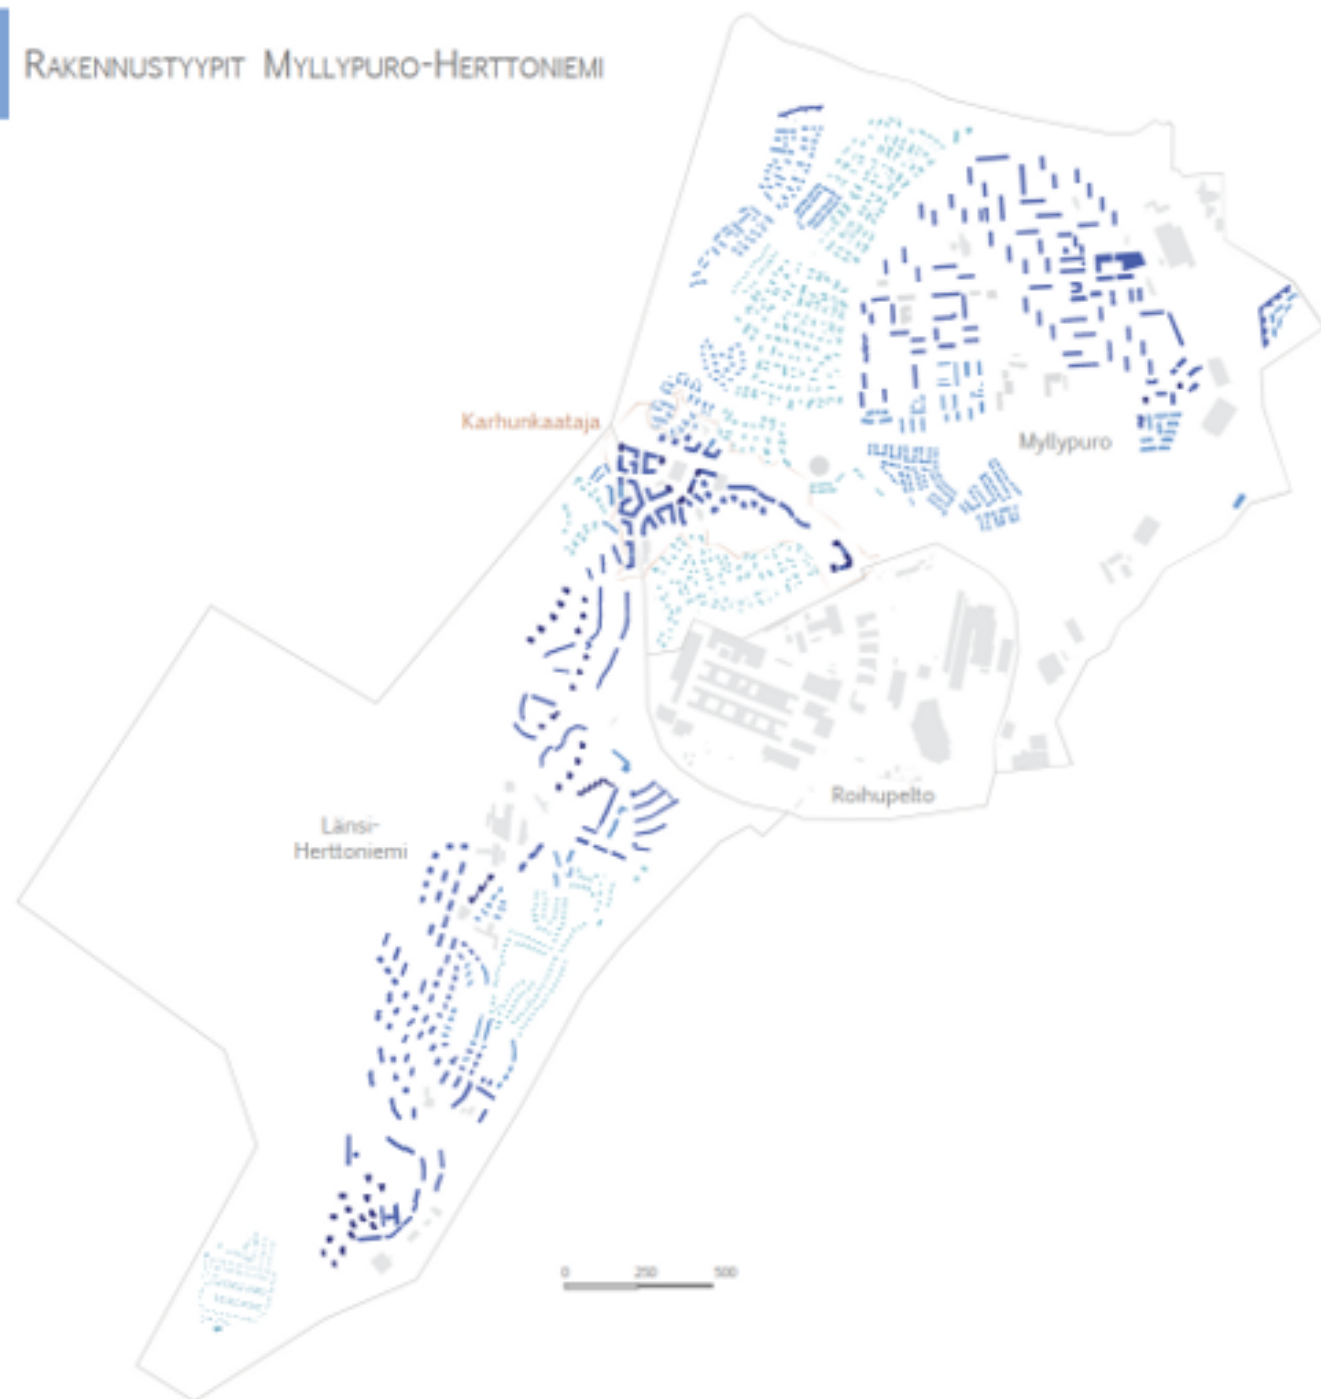 RAKENNUSTYYPIT MYLLYPURO-HERTTONIEMI
Karhunkaataja
Myllypuro
Roihupelto
Länsi-
Herttoniemi
0 250 500